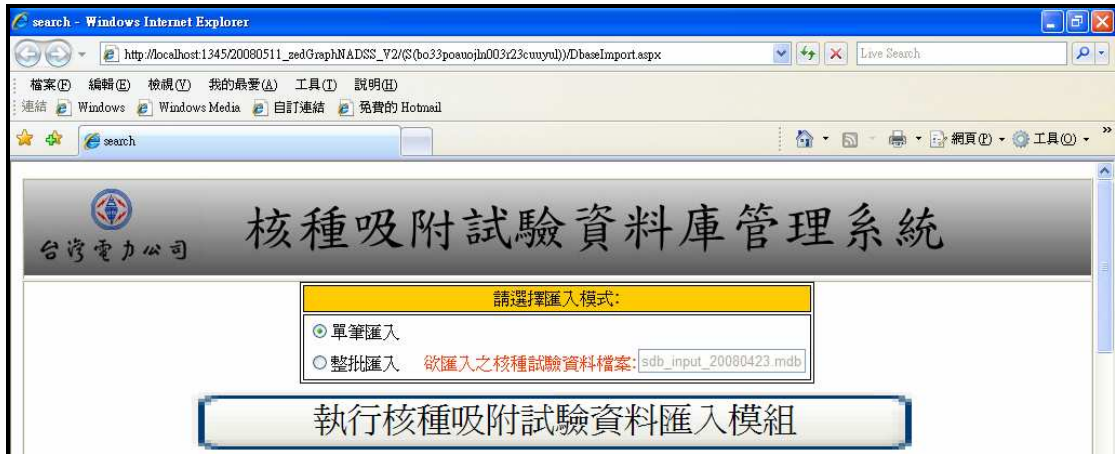 search - Windows Internet Explorer
http://localhost:1345/20080511_zedGraphNADSS_V2/(S(bo33poauojln003r23cuuyul))/DbaseImport.aspx
Live Search
檔案(F) 編輯(E) 檢視(V) 我的最愛(A) 工具(T) 說明(H)
連結 Windows Windows Media 自訂連結 免費的 Hotmail
search
網頁(P) 工具(O) »
台灣電力公司
核種吸附試驗資料庫管理系統
請選擇匯入模式:
單筆匯入
整批匯入 欲匯入之核種試驗資料檔案: sdb_input_20080423.mdb
執行核種吸附試驗資料匯入模組